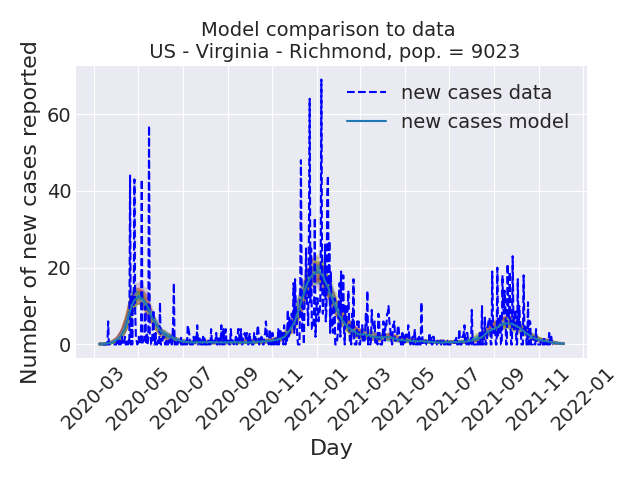 Model comparison to data
US - Virginia - Richmond, pop. = 9023
Number of new cases reported
60
40
20
0
new cases data
new cases model
2020-03
2020-05
2020-07
2020-09
2020-11
2021-01
2021-03
2021-05
2021-07
2021-09
2021-11
2022-01
Day